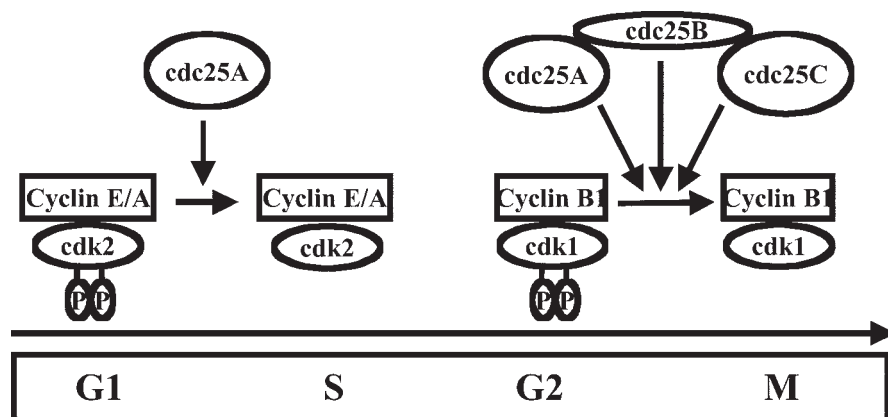 cdc25A
cdc25A
cdc25B
cdc25C
Cyclin E/A
Cyclin E/A
Cyclin B1
Cyclin B1
cdk2
cdk2
cdk1
cdk1
P P
P P
G1 S G2 M